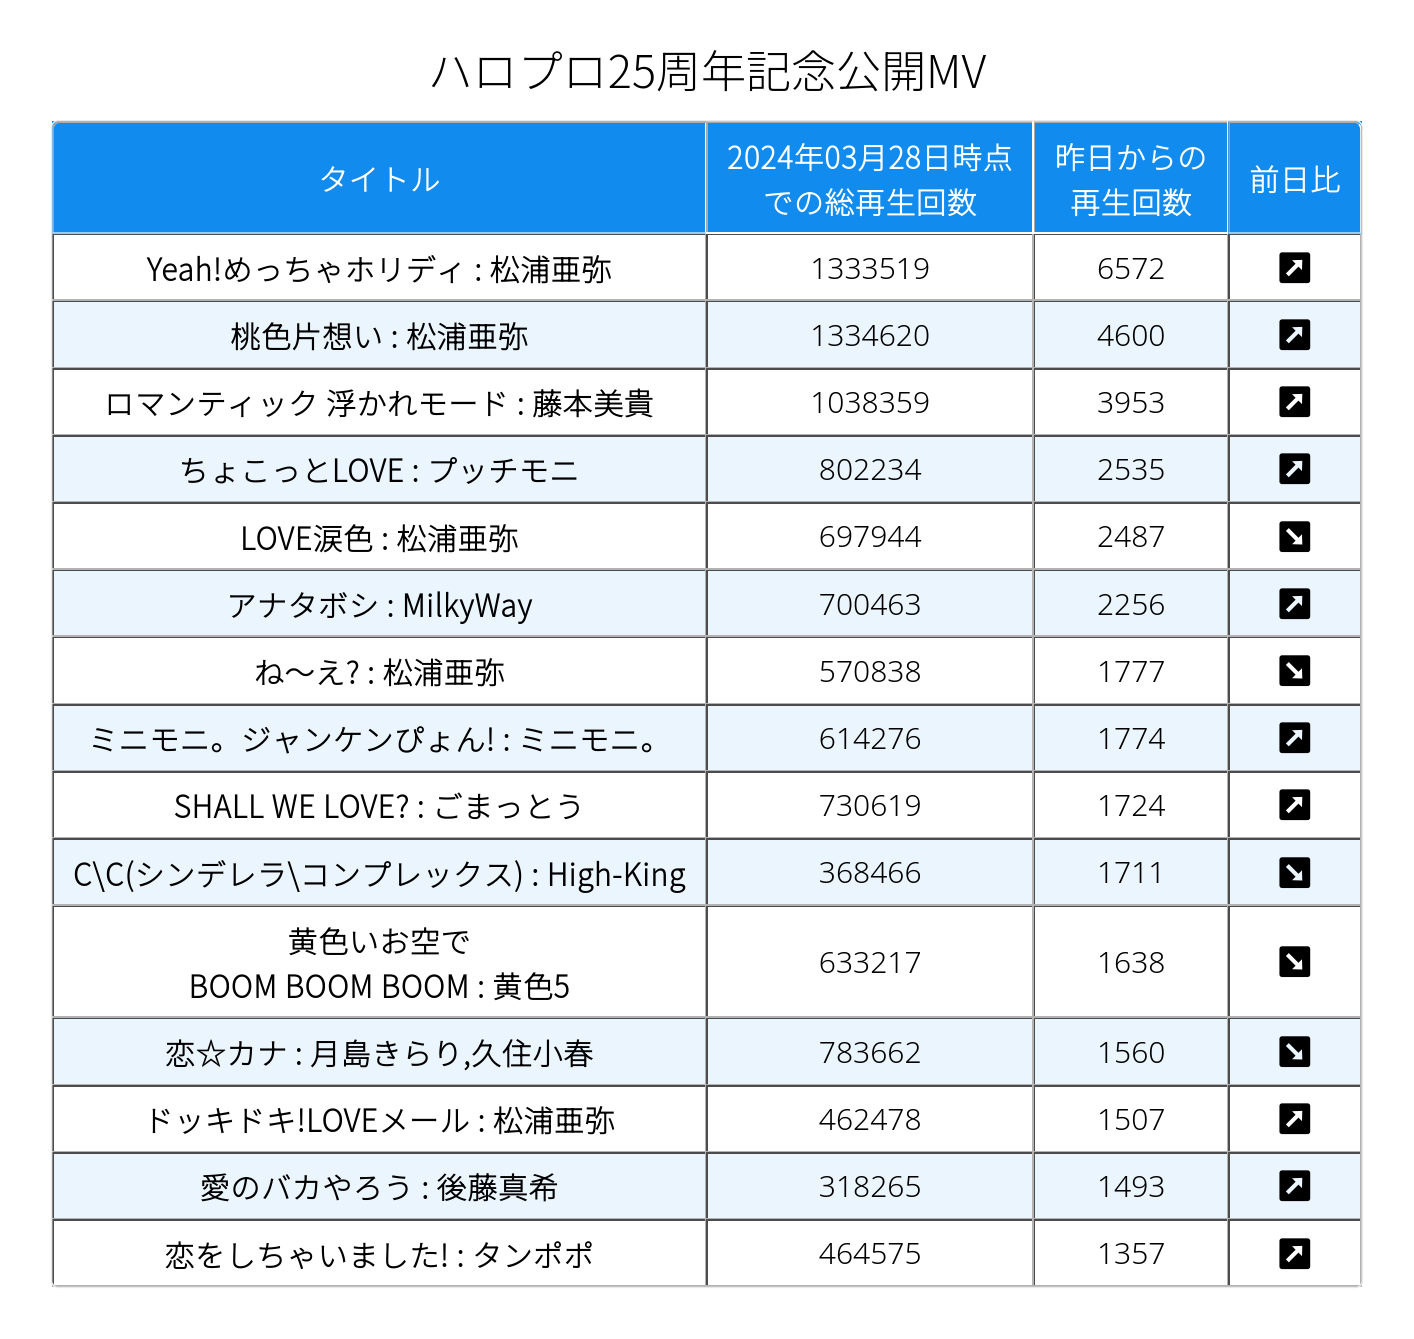 ハロプロ25周年記念公開MV
タイトル 2024年03月28日時点 昨日からの 前日比
での総再生回数 再生回数
Yeah!めっちゃホリディ : 松浦亜弥 1333519 6572
桃色片想い : 松浦亜弥 1334620 4600
ロマンティック 浮かれモード : 藤本美貴 1038359 3953
ちょこっとLOVE : プッチモニ 802234 2535
LOVE涙色 : 松浦亜弥 697944 2487
アナタボシ : MilkyWay 700463 2256
ね〜え? : 松浦亜弥 570838 1777
ミニモニ。ジャンケンぴょん! : ミニモニ。 614276 1774
SHALL WE LOVE? : ごまっとう 730619 1724
C\C(シンデレラ\コンプレックス) : High-King 368466 1711
黄色いお空で
BOOM BOOM BOOM : 黄色5 633217 1638
恋☆カナ : 月島きらり,久住小春 783662 1560
ドッキドキ!LOVEメール : 松浦亜弥 462478 1507
愛のバカやろう : 後藤真希 318265 1493
恋をしちゃいました! : タンポポ 464575 1357